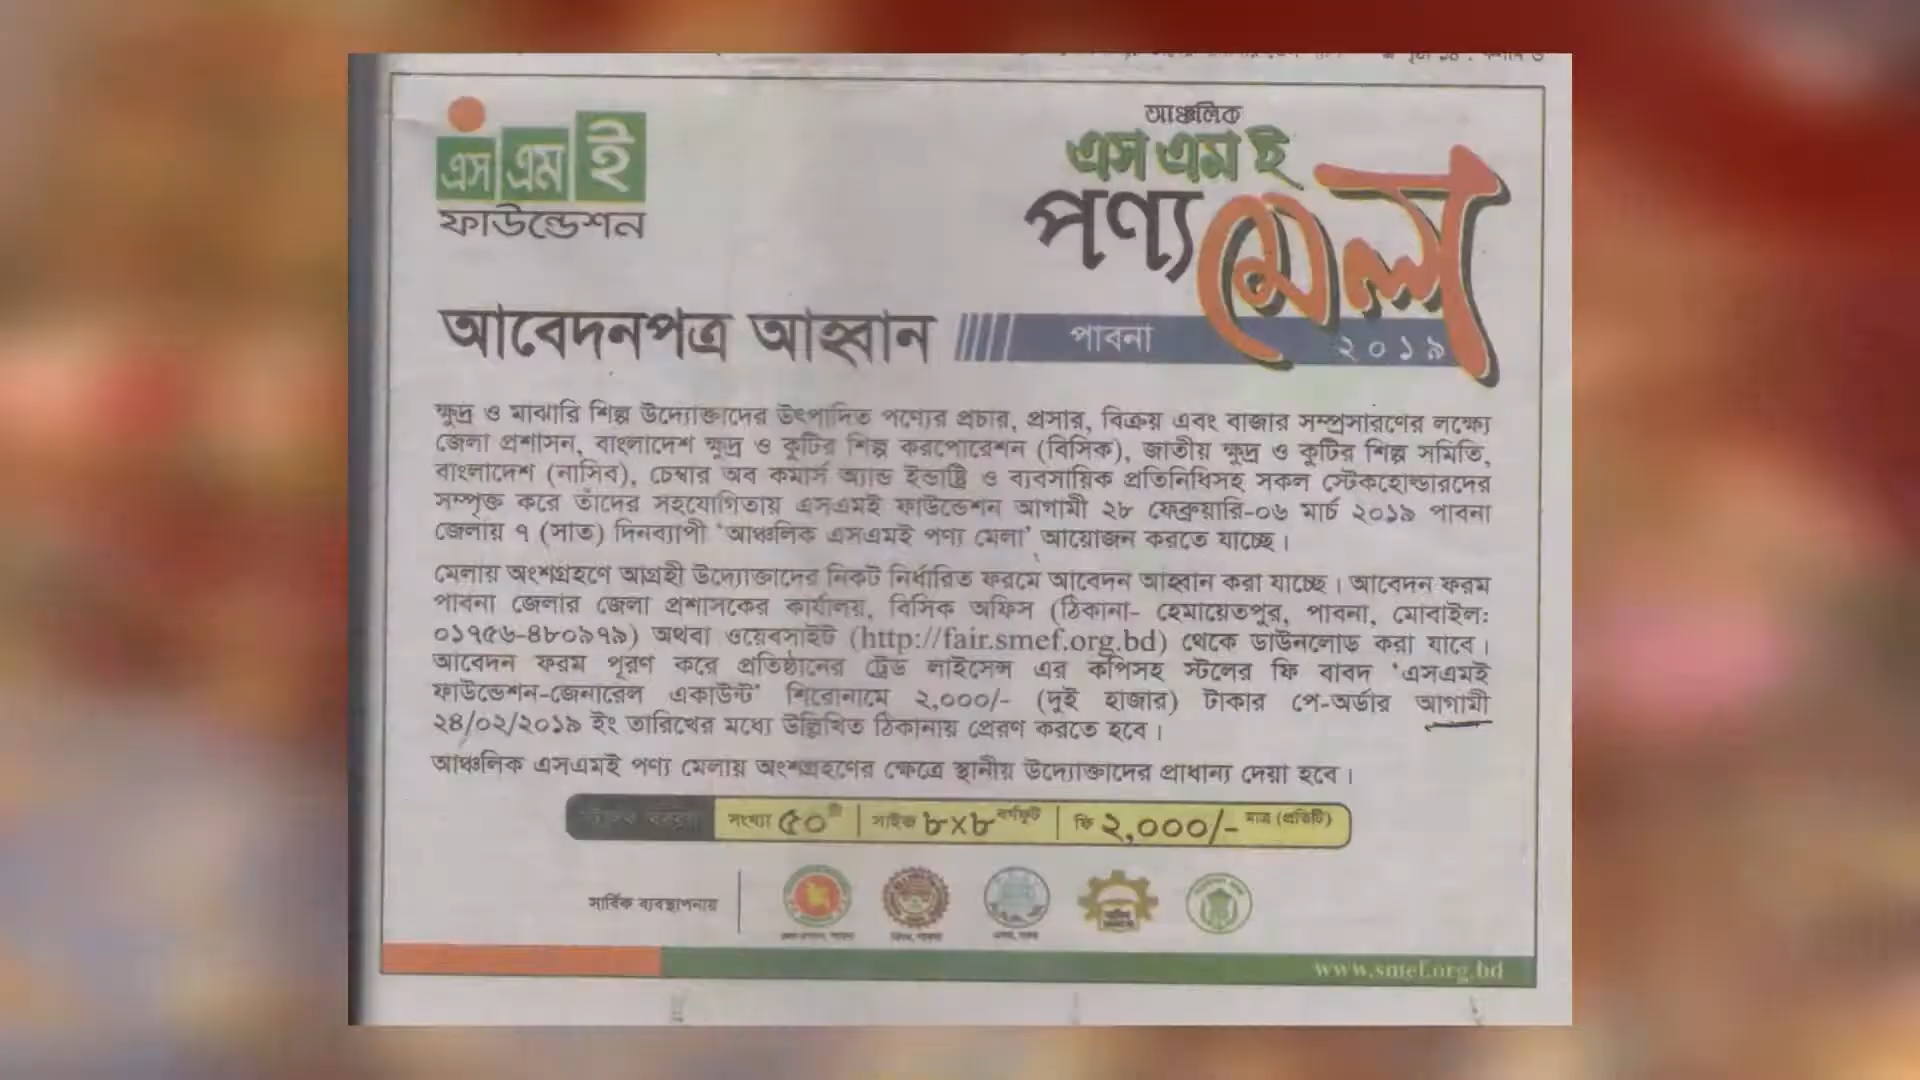 এস এম ই
ফাউন্ডেশন
আঞ্চলিক
এস এম ই
পণ্য মেলা
আবেদনপত্র আহ্বান
পাবনা
২০১৯
ক্ষুদ্র ও মাঝারি শিল্প উদ্যোক্তাদের উৎপাদিত পণ্যের প্রচার, প্রসার, বিক্রয় এবং বাজার সম্প্রসারণের লক্ষ্যে
জেলা প্রশাসন, বাংলাদেশ ক্ষুদ্র ও কুটির শিল্প করপোরেশন (বিসিক), জাতীয় ক্ষুদ্র ও কুটির শিল্প সমিতি,
বাংলাদেশ (নাসিব), চেম্বার অব কমার্স অ্যান্ড ইন্ডাষ্ট্রি ও ব্যবসায়িক প্রতিনিধিসহ সকল স্টেকহোল্ডারদের
সম্পৃক্ত করে তাঁদের সহযোগিতায় এসএমই ফাউন্ডেশন আগামী ২৮ ফেব্রুয়ারি-০৬ মার্চ ২০১৯ পাবনা
জেলায় ৭ (সাত) দিনব্যাপী ‘আঞ্চলিক এসএমই পণ্য মেলা’ আয়োজন করতে যাচ্ছে।
মেলায় অংশগ্রহণে আগ্রহী উদ্যোক্তাদের নিকট নির্ধারিত ফরমে আবেদন আহ্বান করা যাচ্ছে। আবেদন ফরম
পাবনা জেলার জেলা প্রশাসকের কার্যালয়, বিসিক অফিস (ঠিকানা- হেমায়েতপুর, পাবনা, মোবাইল:
০১৭৫৬-৪৮০৯৭৯) অথবা ওয়েবসাইট (http://fair.smef.org.bd) থেকে ডাউনলোড করা যাবে।
আবেদন ফরম পূরণ করে প্রতিষ্ঠানের ট্রেড লাইসেন্স এর কপিসহ স্টলের ফি বাবদ ‘এসএমই
ফাউন্ডেশন-জেনারেল একাউন্ট’ শিরোনামে ২,০০০/- (দুই হাজার) টাকার পে-অর্ডার আগামী
২৪/০২/২০১৯ ইং তারিখের মধ্যে উল্লিখিত ঠিকানায় প্রেরণ করতে হবে।
আঞ্চলিক এসএমই পণ্য মেলায় অংশগ্রহণের ক্ষেত্রে স্থানীয় উদ্যোক্তাদের প্রাধান্য দেয়া হবে।
সংখ্যা ৫০টি | সাইজ ৮x৮ বর্গফুট | ফি ২,০০০/- মাত্র (প্রতিটি)
সার্বিক ব্যবস্থাপনায়
www.smef.org.bd